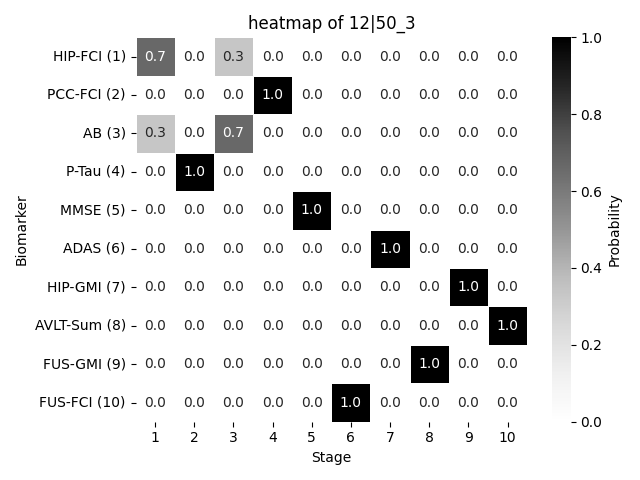 heatmap of 12|50_3
HIP-FCI (1) 0.7 0.0 0.3 0.0 0.0 0.0 0.0 0.0 0.0 0.0
PCC-FCI (2) 0.0 0.0 0.0 1.0 0.0 0.0 0.0 0.0 0.0 0.0
AB (3) 0.3 0.0 0.7 0.0 0.0 0.0 0.0 0.0 0.0 0.0
P-Tau (4) 0.0 1.0 0.0 0.0 0.0 0.0 0.0 0.0 0.0 0.0
MMSE (5) 0.0 0.0 0.0 0.0 1.0 0.0 0.0 0.0 0.0 0.0
ADAS (6) 0.0 0.0 0.0 0.0 0.0 0.0 1.0 0.0 0.0 0.0
HIP-GMI (7) 0.0 0.0 0.0 0.0 0.0 0.0 0.0 0.0 1.0 0.0
AVLT-Sum (8) 0.0 0.0 0.0 0.0 0.0 0.0 0.0 0.0 0.0 1.0
FUS-GMI (9) 0.0 0.0 0.0 0.0 0.0 0.0 0.0 1.0 0.0 0.0
FUS-FCI (10) 0.0 0.0 0.0 0.0 0.0 1.0 0.0 0.0 0.0 0.0
1 2 3 4 5 6 7 8 9 10
Stage
Biomarker
1.0
0.8
0.6
0.4
0.2
0.0
Probability